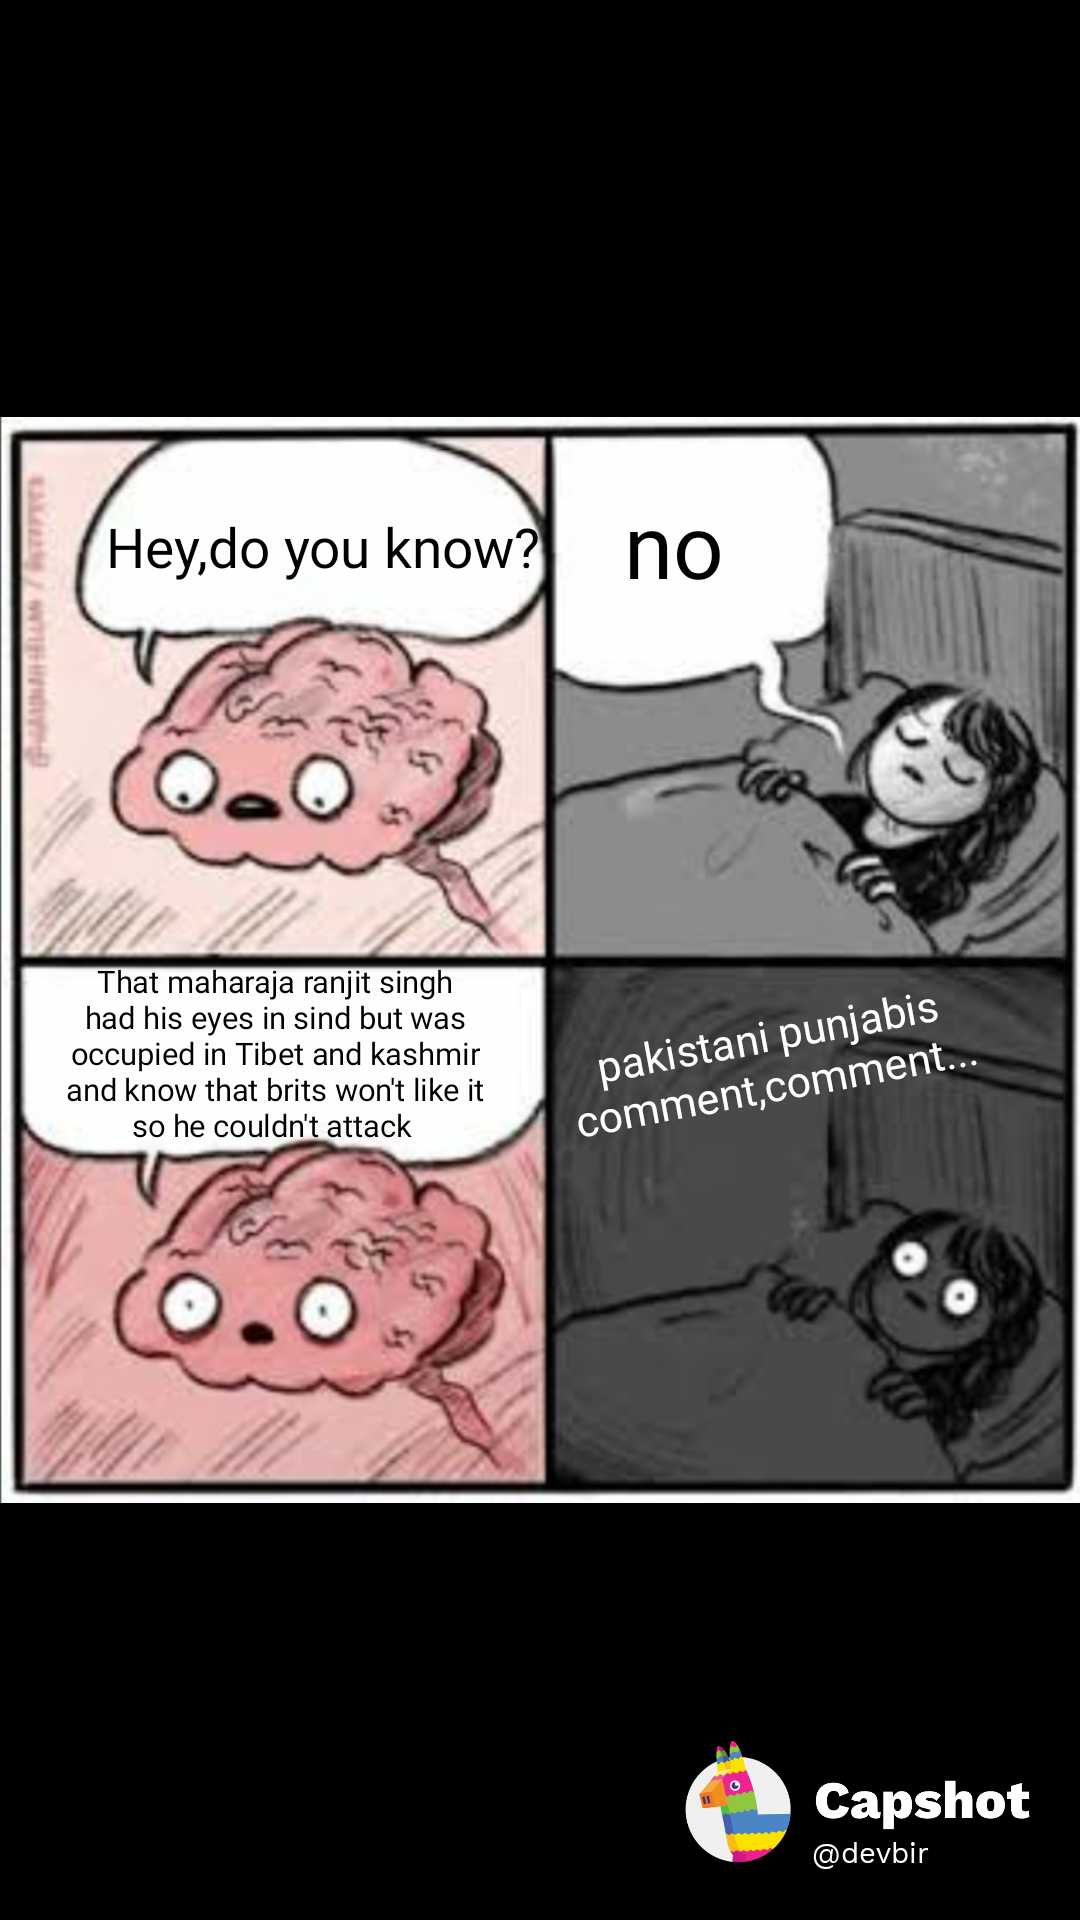 Hey,do you know?
no
That maharaja ranjit singh
had his eyes in sind but was
occupied in Tibet and kashmir
and know that brits won't like it
so he couldn't attack
pakistani punjabis
comment,comment...
Capshot
@devbir